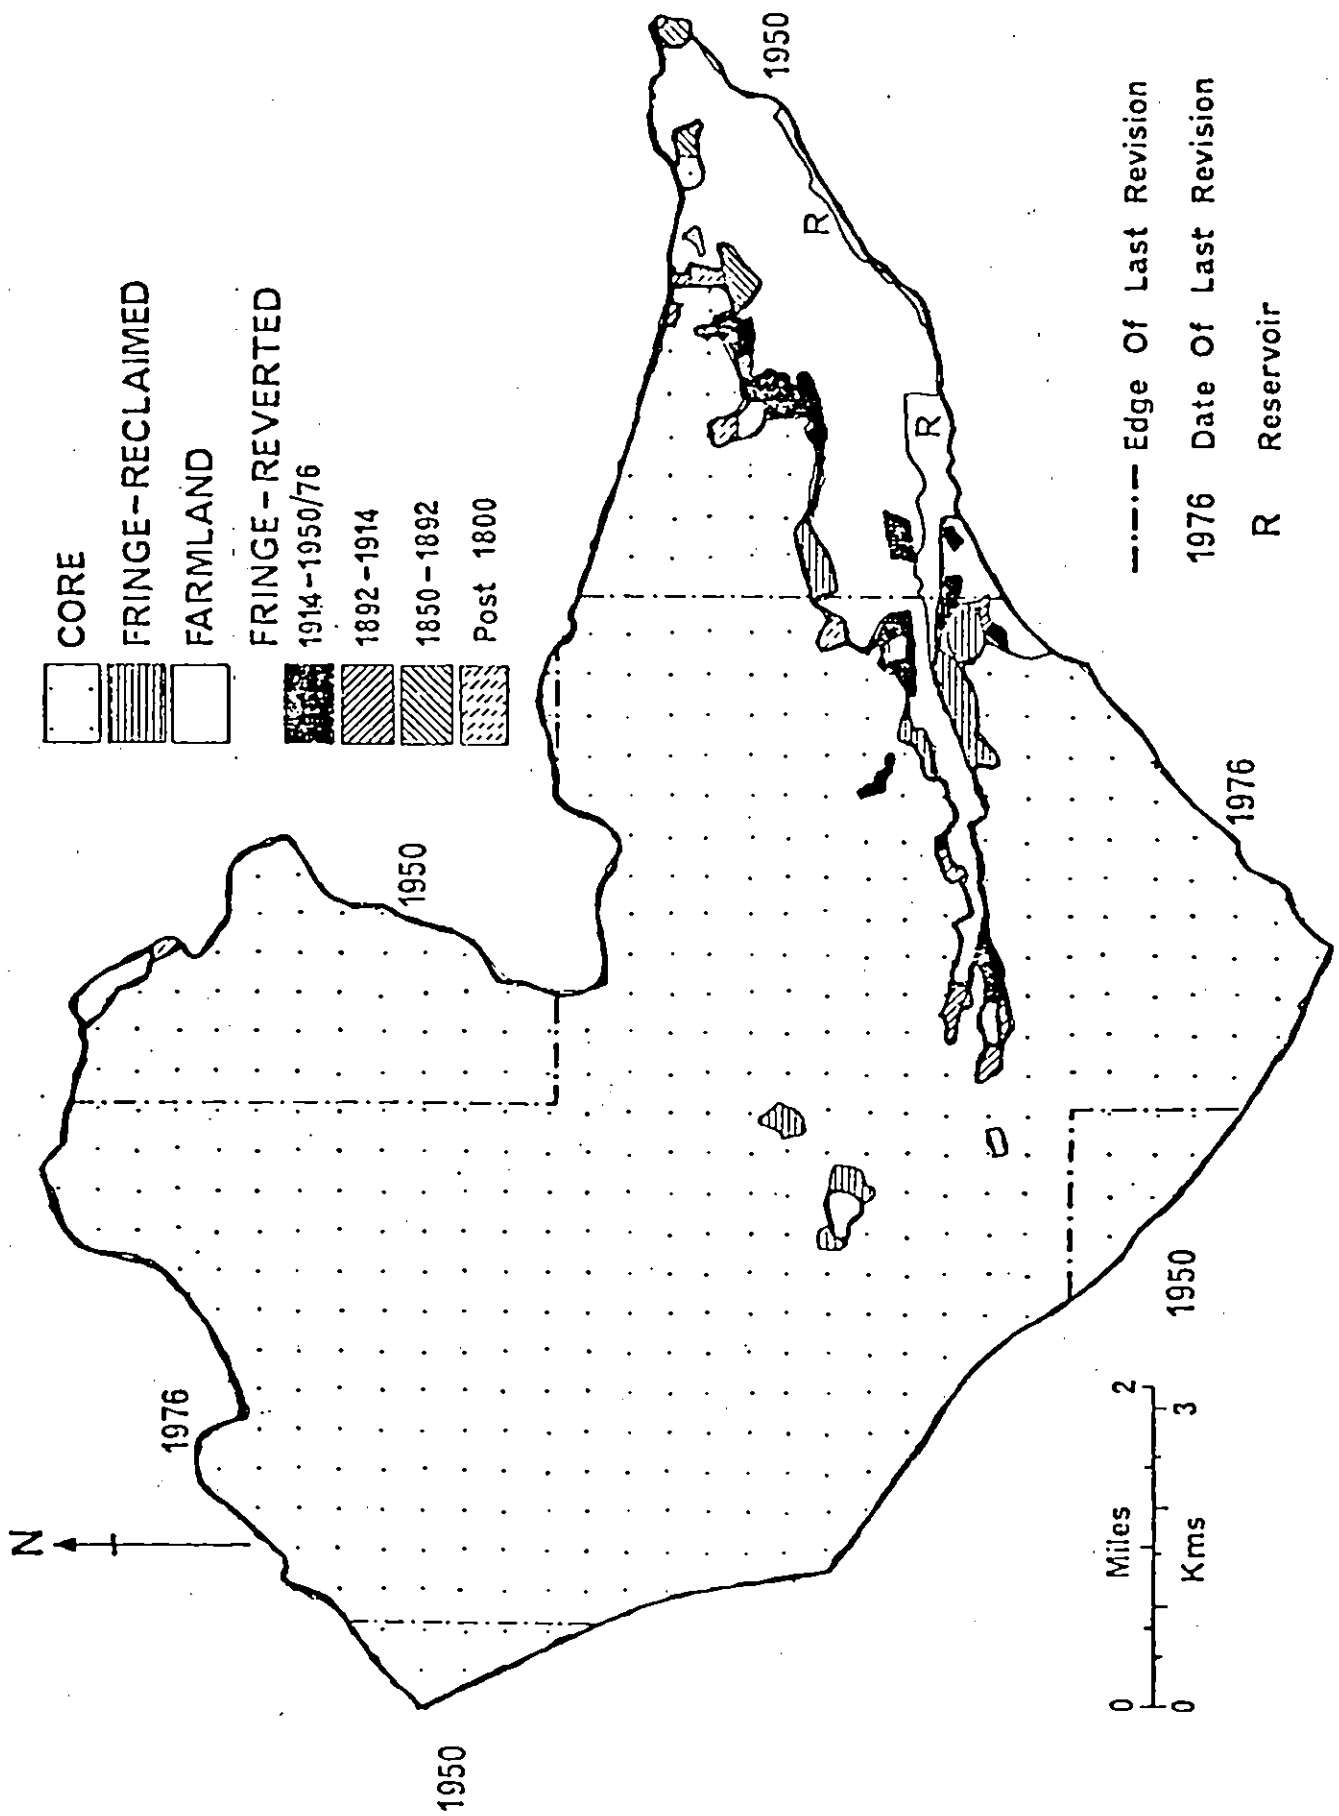 N
CORE
FRINGE-RECLAIMED
FARMLAND
FRINGE-REVERTED
1914-1950/76
1892-1914
1850-1892
Post 1800
1976
1950
1950
1950
1950
1976
R
R
Edge Of Last Revision
1976 Date Of Last Revision
R Reservoir
0 Miles 2
0 Kms 3